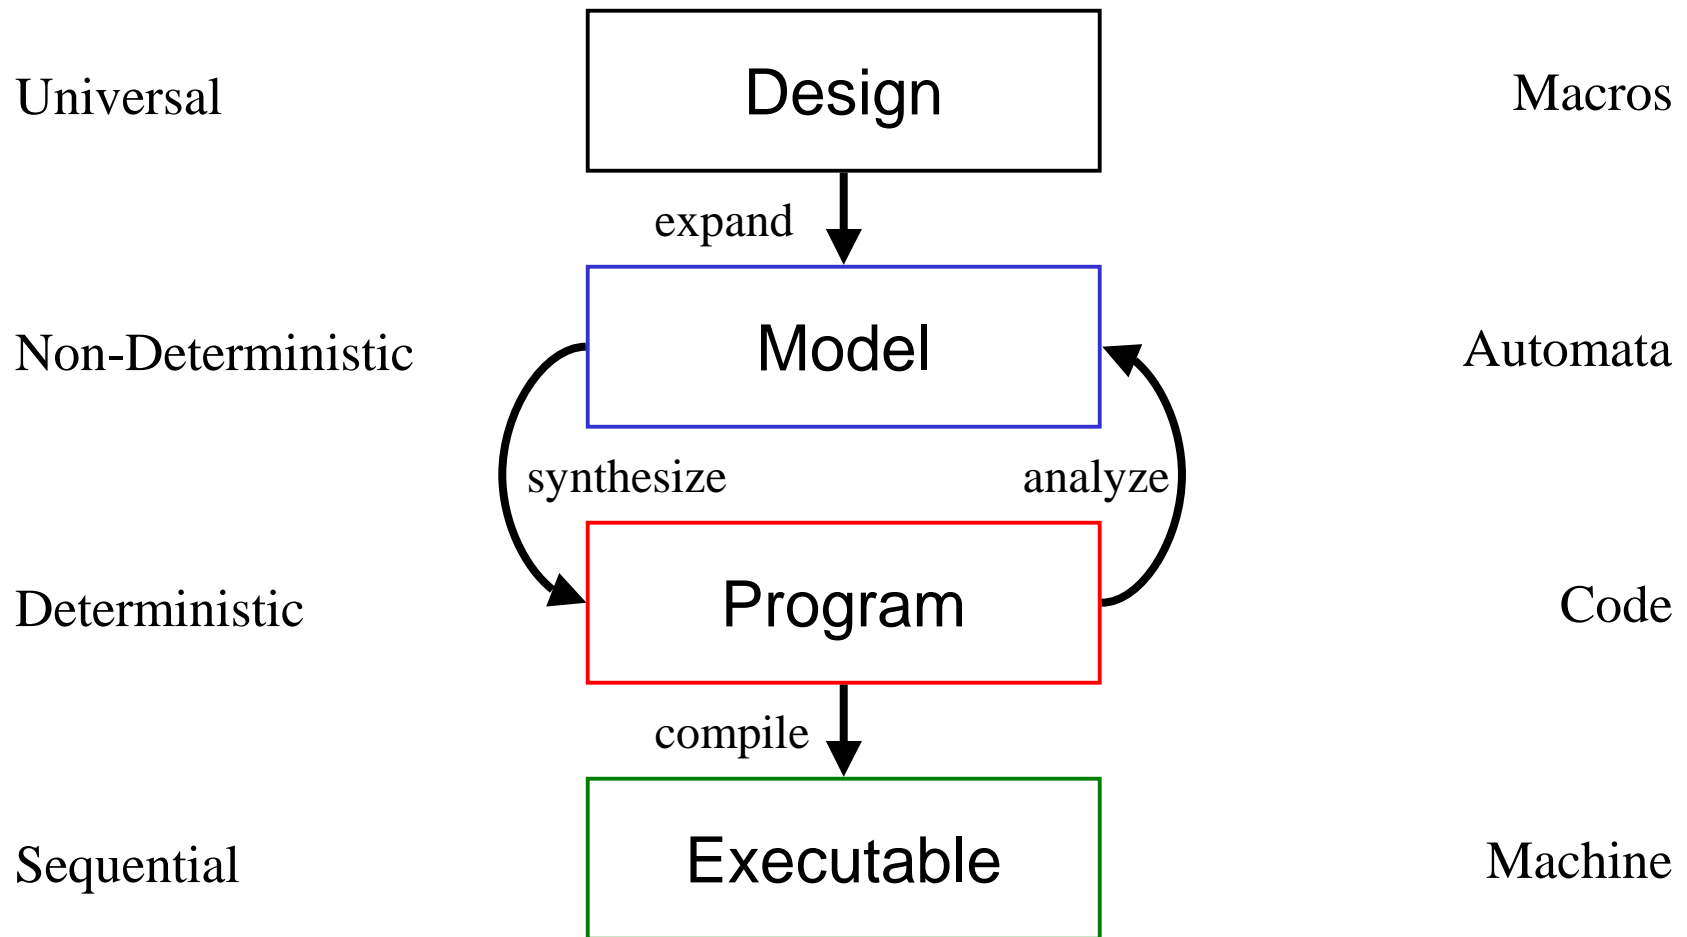 Universal
Design
Macros
expand
Non-Deterministic
Model
Automata
synthesize
analyze
Deterministic
Program
Code
compile
Sequential
Executable
Machine